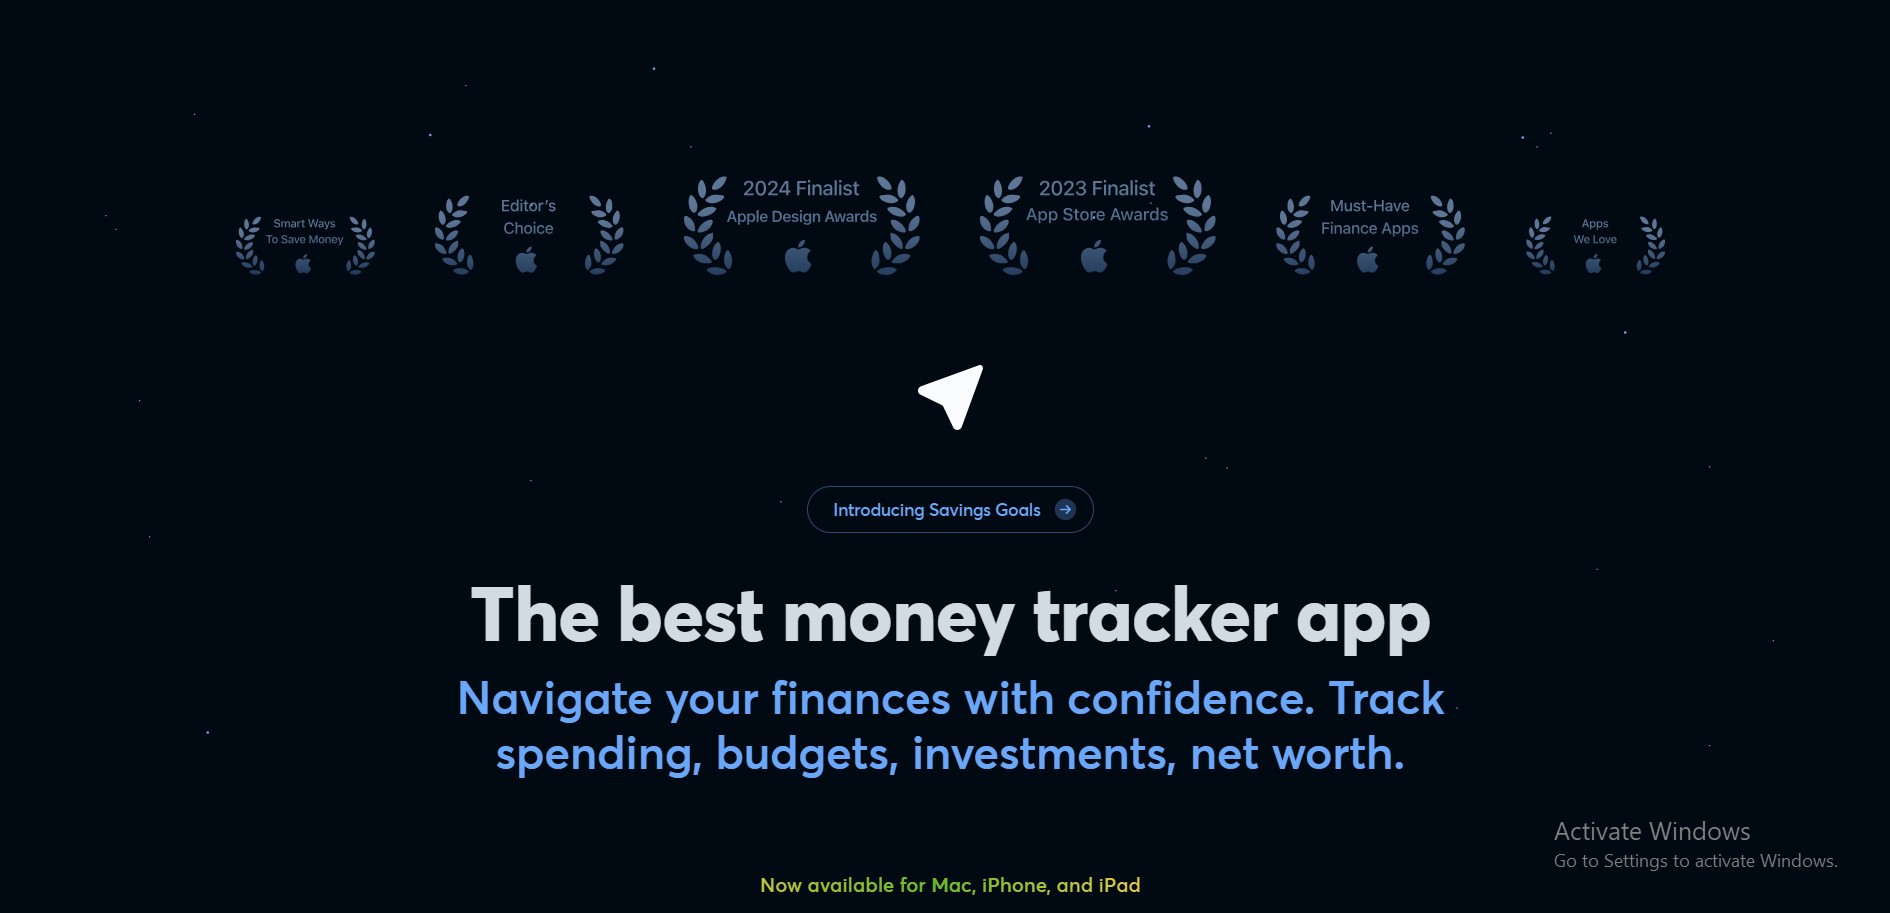 Smart Ways
To Save Money
Editor's
Choice
2024 Finalist
Apple Design Awards
2023 Finalist
App Store Awards
Must-Have
Finance Apps
Apps
We Love
Introducing Savings Goals
The best money tracker app
Navigate your finances with confidence. Track
spending, budgets, investments, net worth.
Activate Windows
Go to Settings to activate Windows.
Now available for Mac, iPhone, and iPad